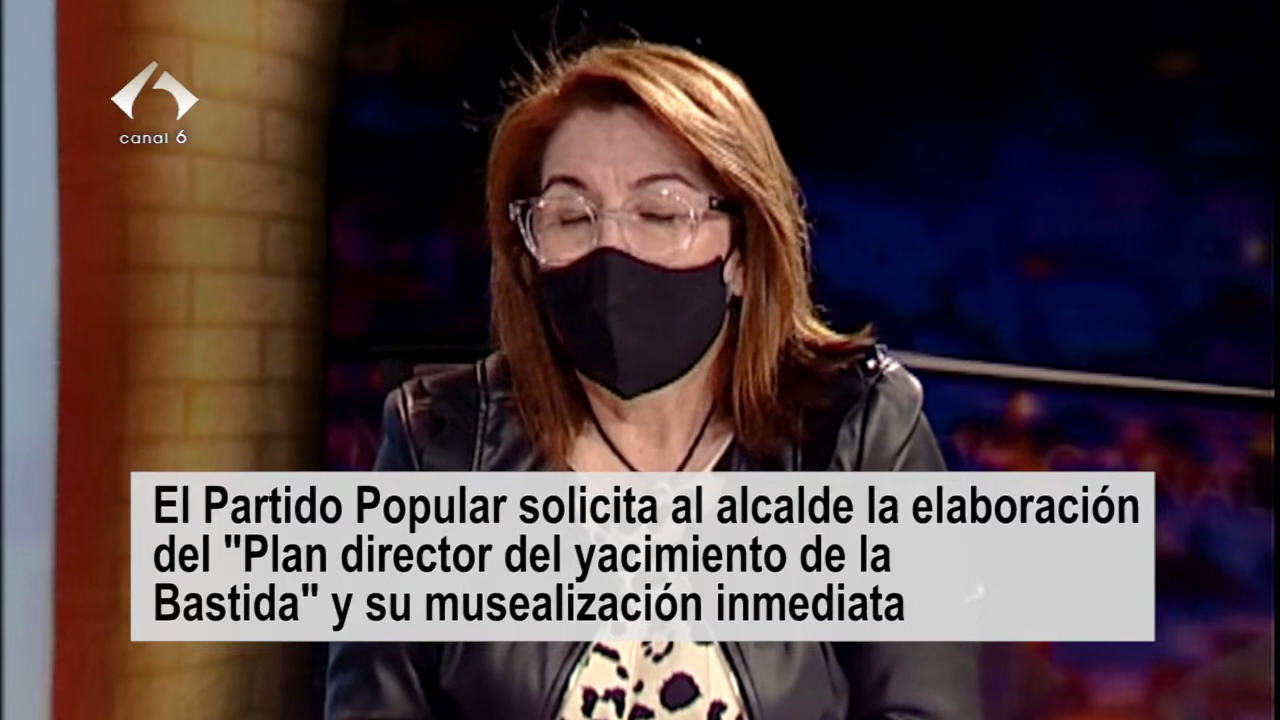 canal 6
El Partido Popular solicita al alcalde la elaboración
del "Plan director del yacimiento de la
Bastida" y su musealización inmediata